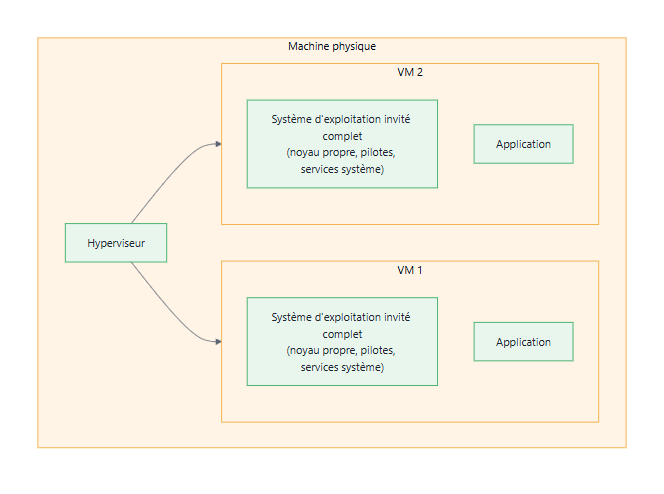 Machine physique
VM 2
Système d'exploitation invité
complet
(noyau propre, pilotes,
services système)
Application
Hyperviseur
VM 1
Système d'exploitation invité
complet
(noyau propre, pilotes,
services système)
Application